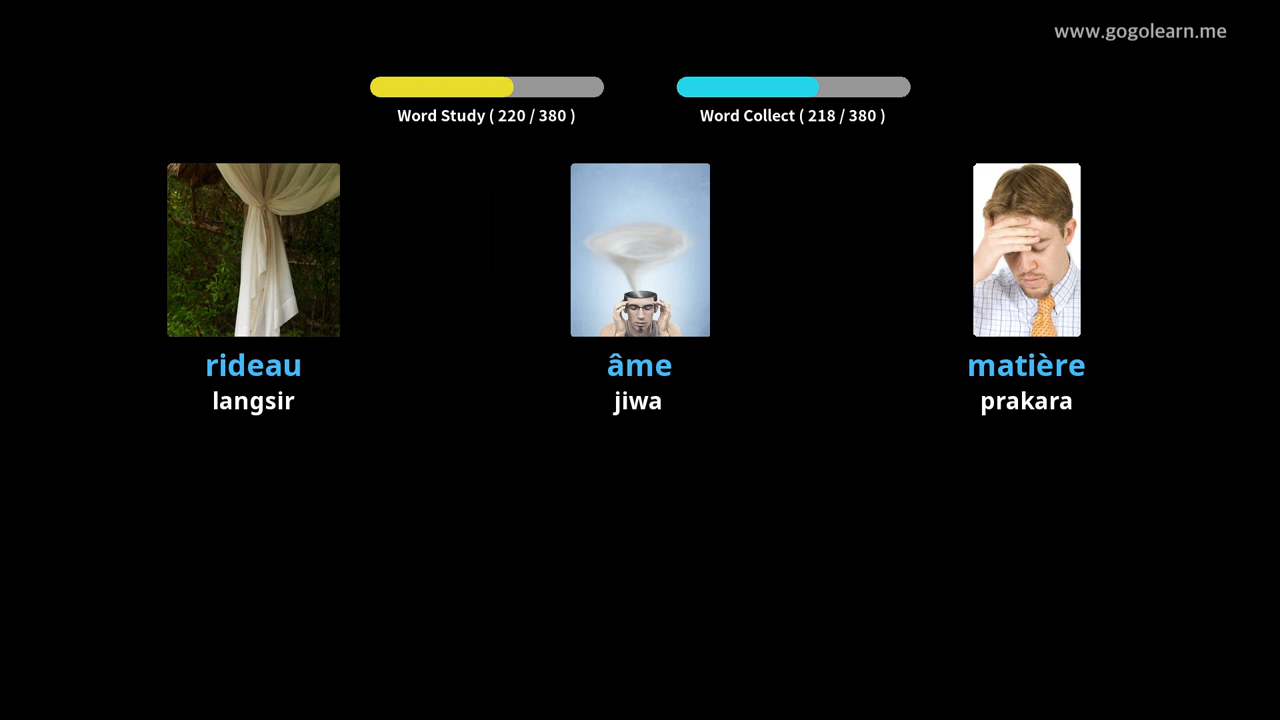 www.gogolearn.me
Word Study ( 220 / 380 )
Word Collect ( 218 / 380 )
rideau
langsir
âme
jiwa
matière
prakara